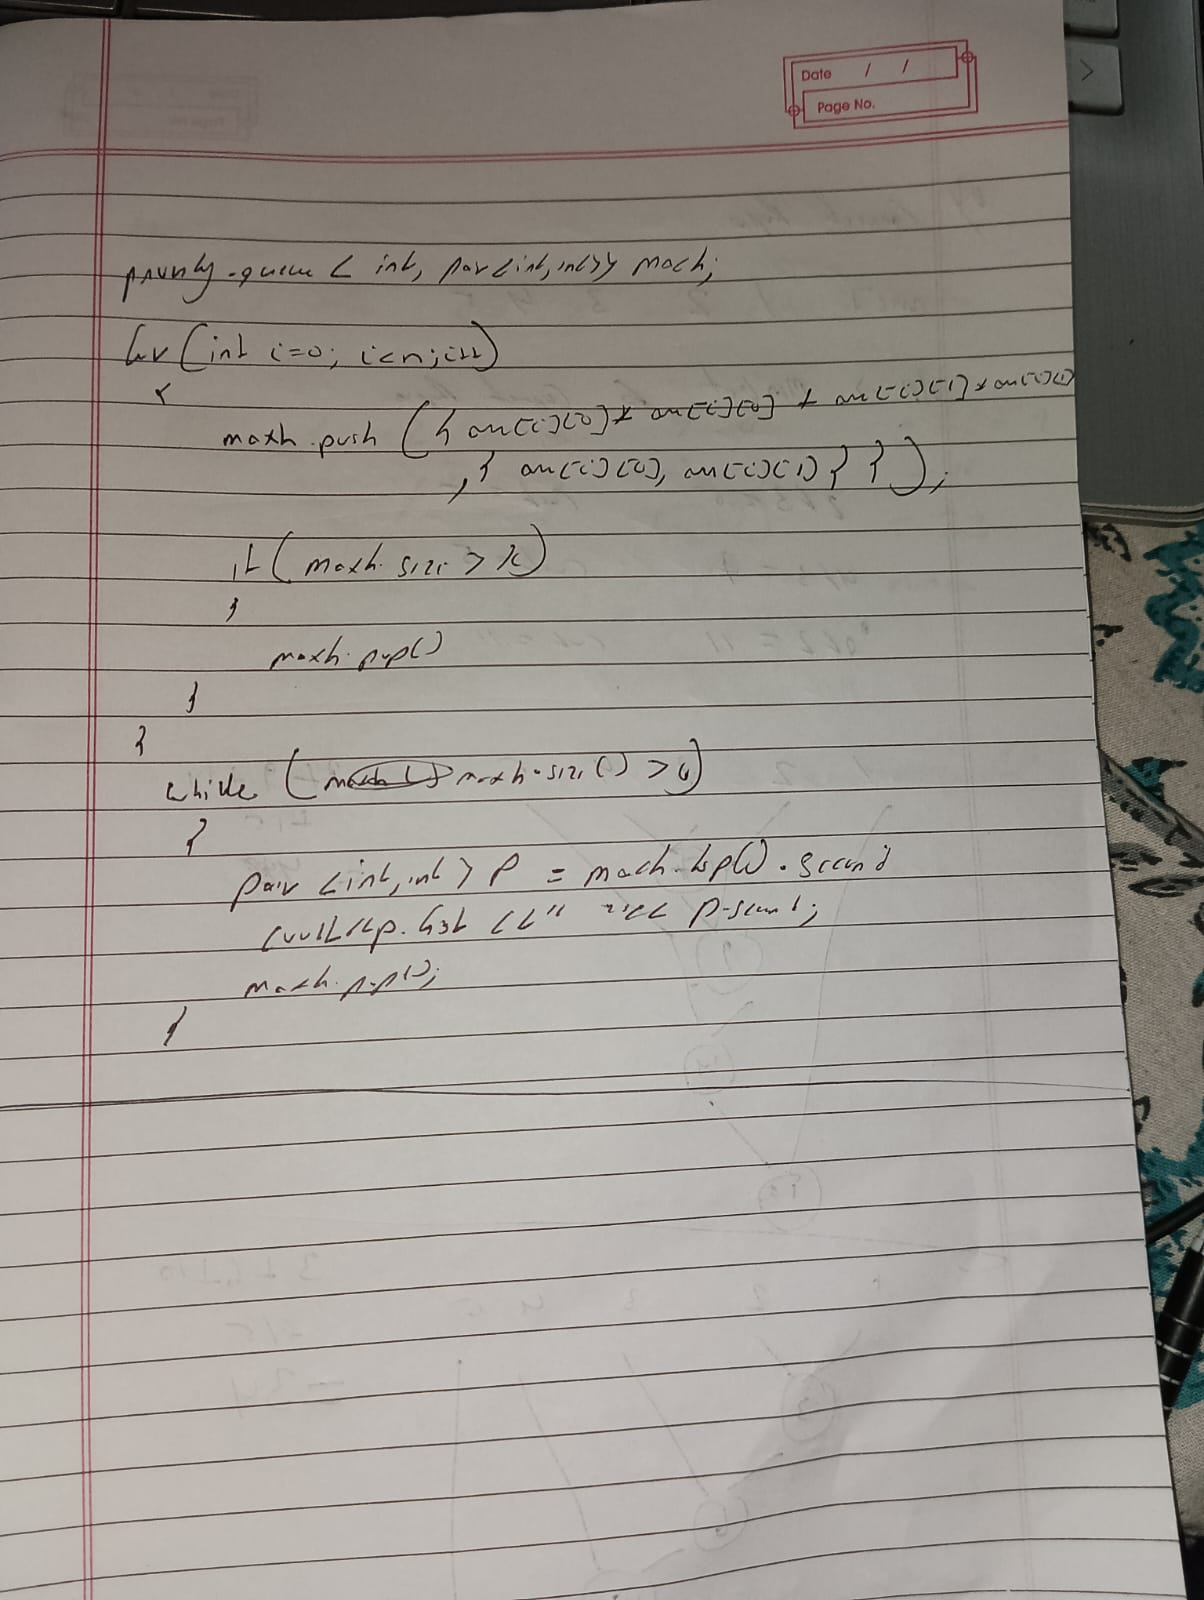 Date / /
Page No.
priority-queue < int, pair<int,int>> maxh;
for (int i=0; i<n; i++)
{
maxh.push ({ arr[i][0] * arr[i][0] + arr[i][1] * arr[i][1]
, { arr[i][0], arr[i][1] } } );
if (maxh.size > k)
{
maxh.pop()
}
}
while ( maxh.size() > 0)
{
pair <int,int> p = maxh.top().second
cout<<p.first << " " << p.second;
maxh.pop();
}